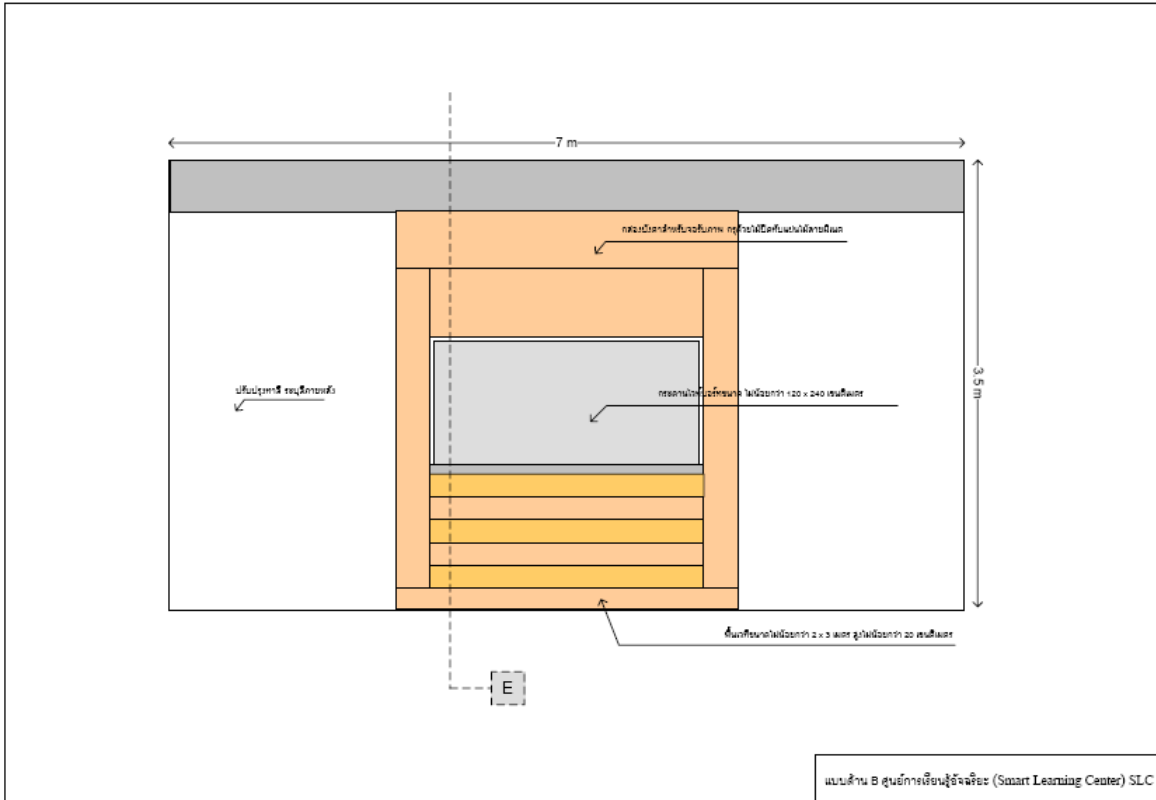 7 m
กล่องบังตาสำหรับจอรับภาพ กรุด้วยไม้ปิดทับแผ่นไม้ลายมีเนต
3.5 m
ปรับปรุงทาสี ระบุสีภายหลัง
กระดานไวท์บอร์ทขนาด ไม่น้อยกว่า 120 x 240 เซนติเมตร
พื้นเวทีขนาดไม่น้อยกว่า 2 x 3 เมตร สูงไม่น้อยกว่า 20 เซนติเมตร
E
แบบด้าน B ศูนย์การเรียนรู้อัจฉริยะ (Smart Learning Center) SLC